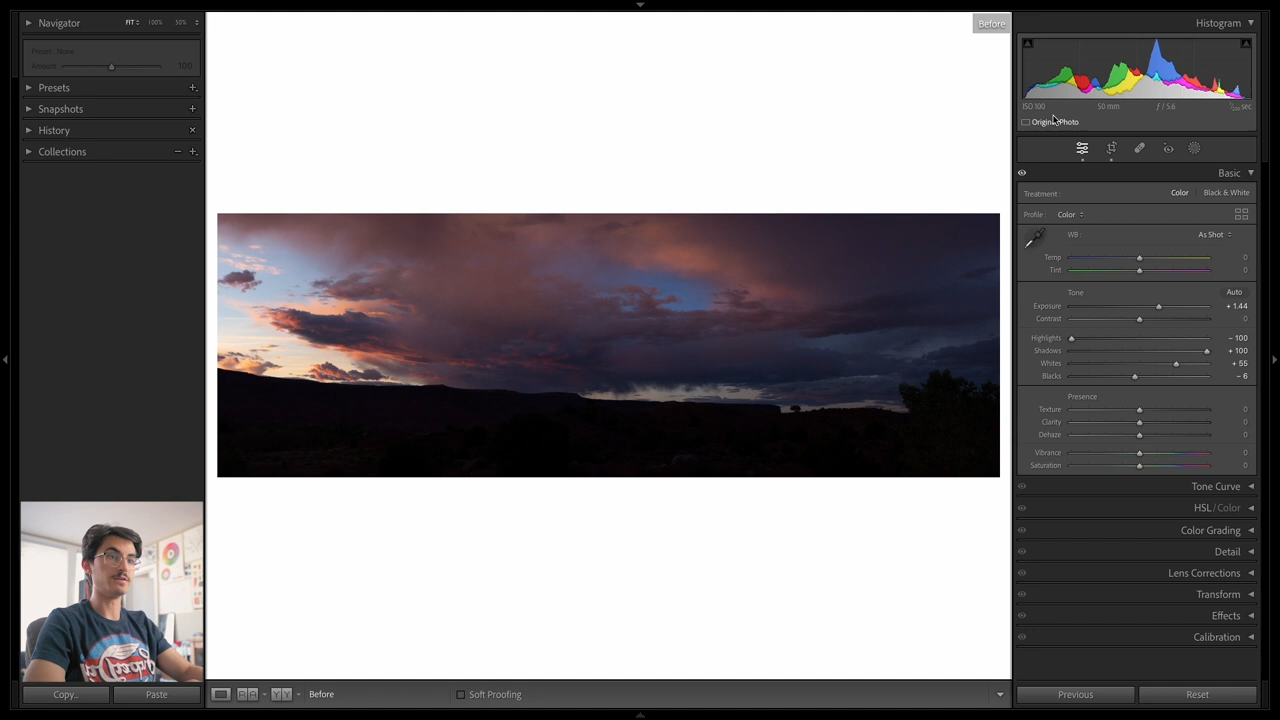 Navigator FIT 100% 50%
Preset : None
Amount 100
Presets
Snapshots
History
Collections
Copy... Paste
Before
Before Soft Proofing
Histogram
ISO 100 50 mm ƒ / 5.6
Original Photo
Basic
Treatment : Color Black & White
Profile : Color
WB : As Shot
Temp 0
Tint 0
Tone Auto
Exposure + 1.44
Contrast 0
Highlights – 100
Shadows + 100
Whites + 55
Blacks – 6
Presence
Texture 0
Clarity 0
Dehaze 0
Vibrance 0
Saturation 0
Tone Curve
HSL / Color
Color Grading
Detail
Lens Corrections
Transform
Effects
Calibration
Previous Reset